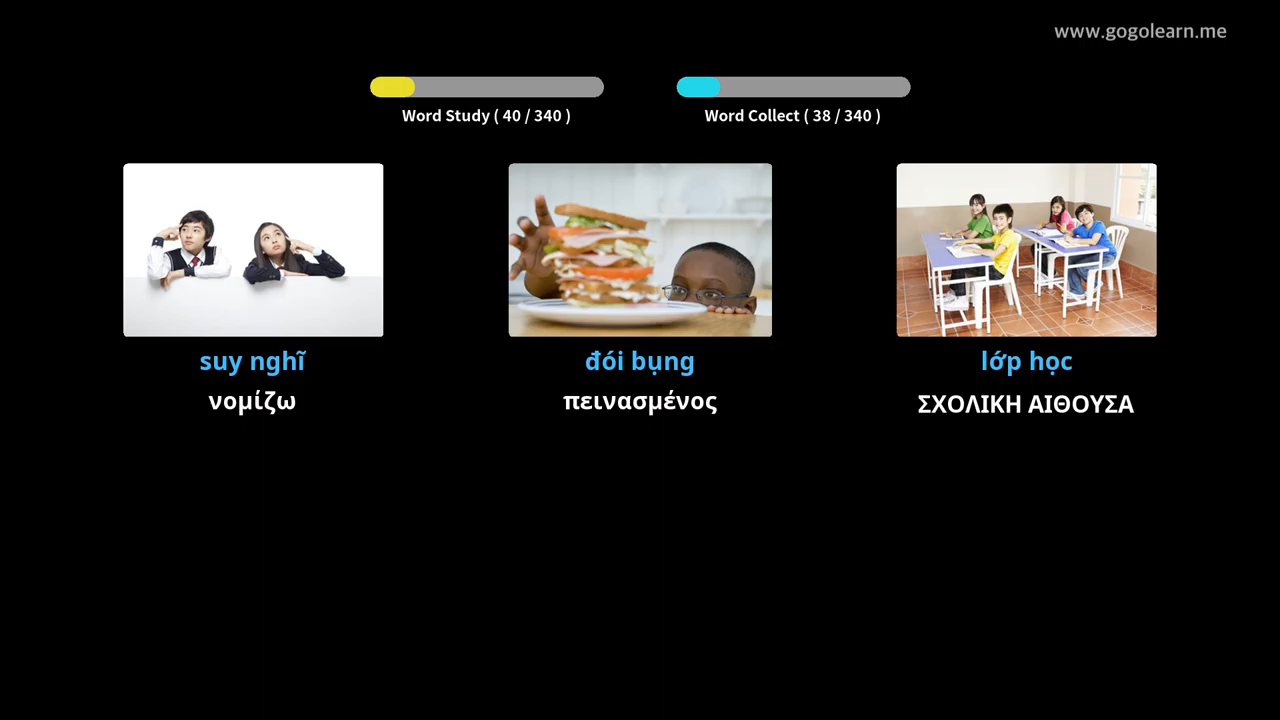 www.gogolearn.me
Word Study ( 40 / 340 )
Word Collect ( 38 / 340 )
suy nghĩ
νομίζω
đói bụng
πεινασμένος
lớp học
ΣΧΟΛΙΚΗ ΑΙΘΟΥΣΑ